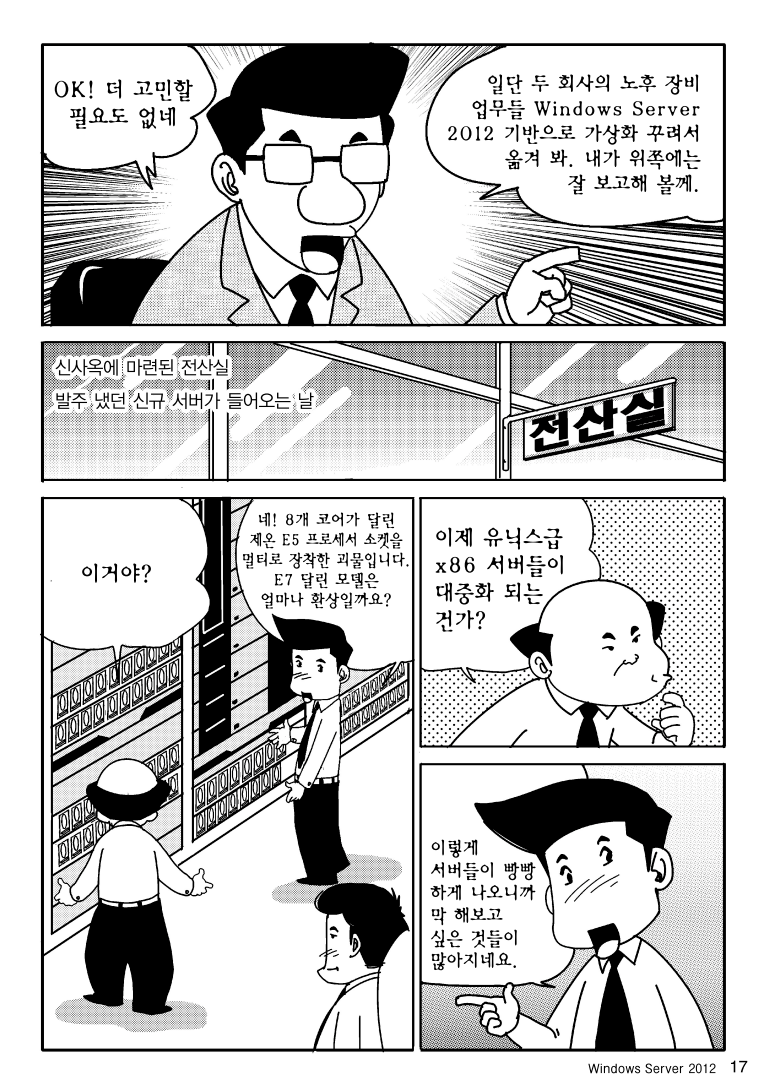 OK! 더 고민할
필요도 없네
일단 두 회사의 노후 장비
업무들 Windows Server
2012 기반으로 가상화 꾸려서
옮겨 봐. 내가 위쪽에는
잘 보고해 볼께.
신사옥에 마련된 전산실
발주 냈던 신규 서버가 들어오는 날
전산실
이거야?
네! 8개 코어가 달린
제온 E5 프로세서 소켓을
멀티로 장착한 괴물입니다.
E7 달린 모델은
얼마나 환상일까요?
이제 유닉스급
x86 서버들이
대중화 되는
건가?
이렇게
서버들이 빵빵
하게 나오니까
막 해보고
싶은 것들이
많아지네요.
Windows Server 2012 17